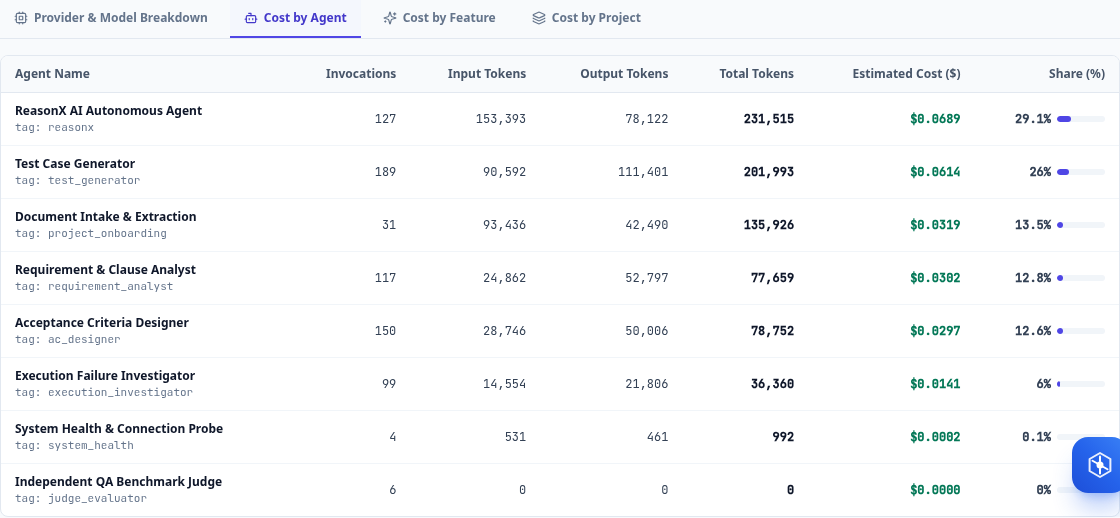 Provider & Model Breakdown Cost by Agent Cost by Feature Cost by Project
Agent Name Invocations Input Tokens Output Tokens Total Tokens Estimated Cost ($) Share (%)
ReasonX AI Autonomous Agent
tag: reasonx
127 153,393 78,122 231,515 $0.0689 29.1%
Test Case Generator
tag: test_generator
189 90,592 111,401 201,993 $0.0614 26%
Document Intake & Extraction
tag: project_onboarding
31 93,436 42,490 135,926 $0.0319 13.5%
Requirement & Clause Analyst
tag: requirement_analyst
117 24,862 52,797 77,659 $0.0302 12.8%
Acceptance Criteria Designer
tag: ac_designer
150 28,746 50,006 78,752 $0.0297 12.6%
Execution Failure Investigator
tag: execution_investigator
99 14,554 21,806 36,360 $0.0141 6%
System Health & Connection Probe
tag: system_health
4 531 461 992 $0.0002 0.1%
Independent QA Benchmark Judge
tag: judge_evaluator
6 0 0 0 $0.0000 0%